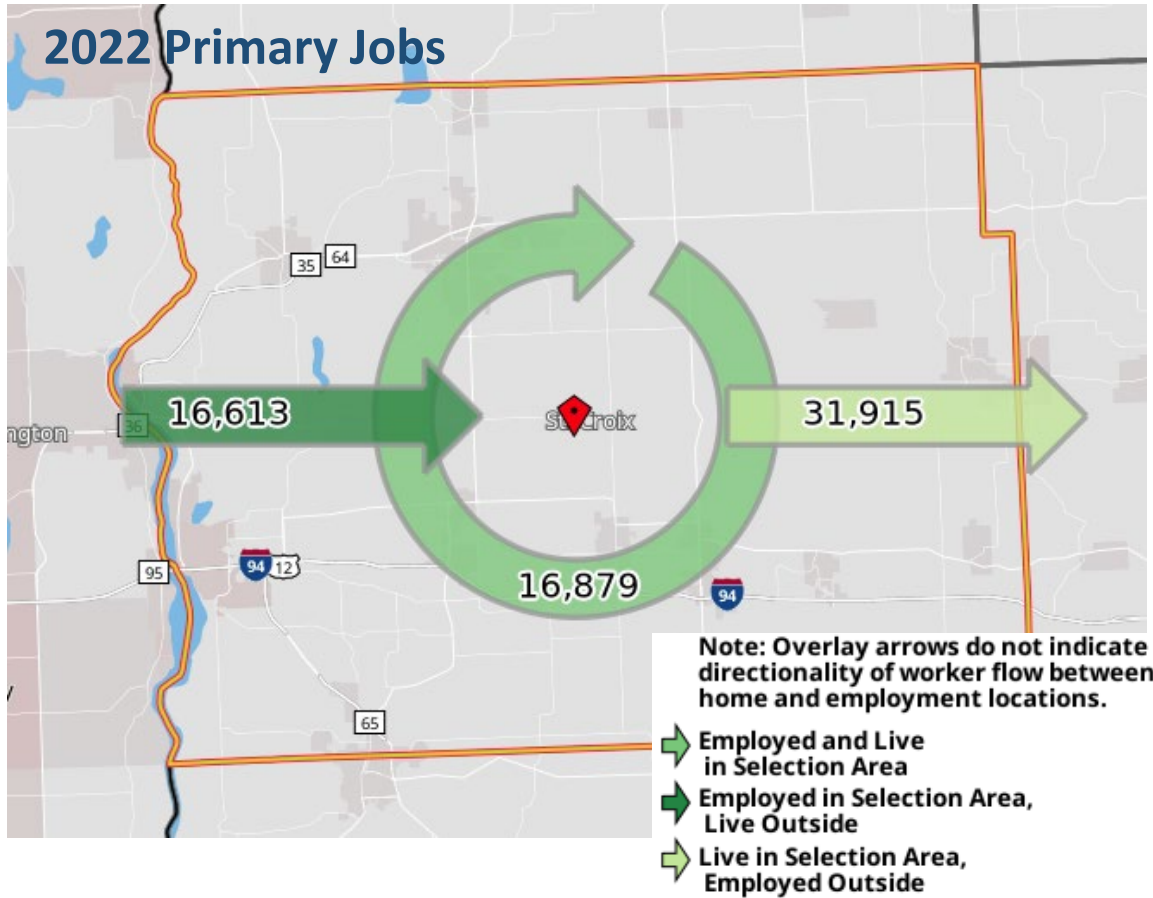 2022 Primary Jobs
35
64
16,613
36
ngton
St. Croix
31,915
95
94
12
16,879
94
65
y
Note: Overlay arrows do not indicate
directionality of worker flow between
home and employment locations.
Employed and Live
in Selection Area
Employed in Selection Area,
Live Outside
Live in Selection Area,
Employed Outside